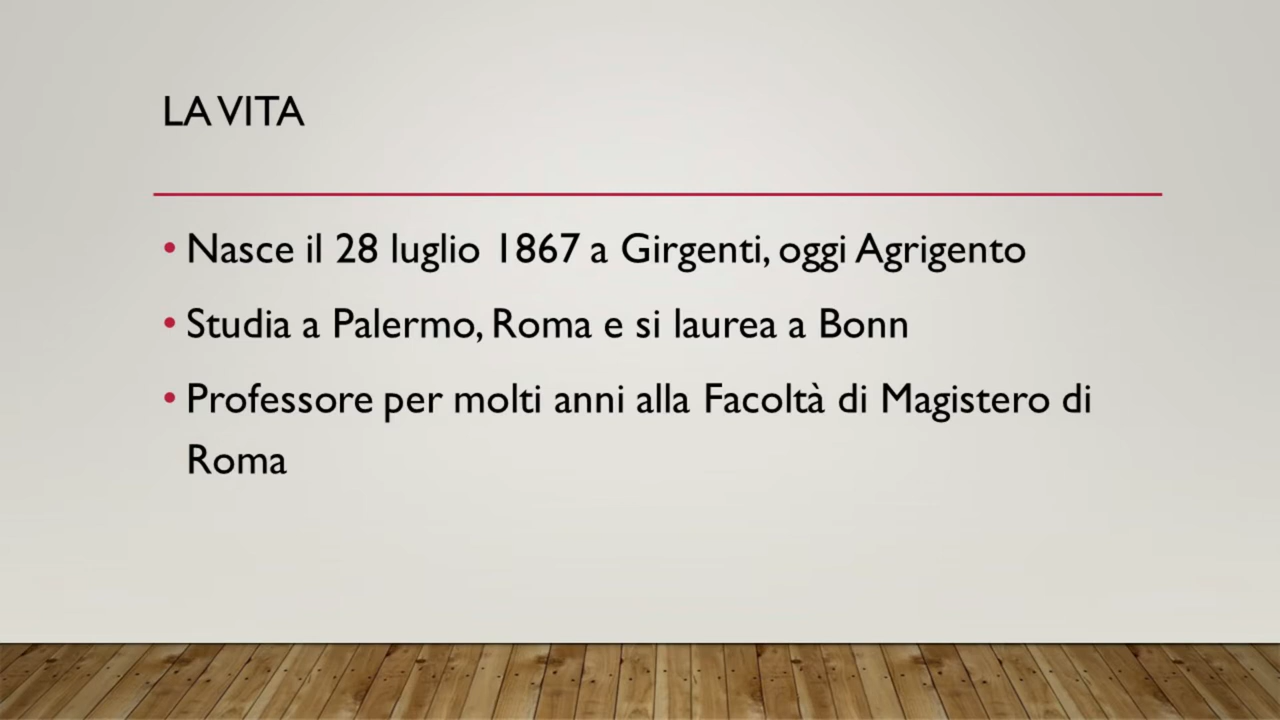 LA VITA
• Nasce il 28 luglio 1867 a Girgenti, oggi Agrigento
• Studia a Palermo, Roma e si laurea a Bonn
• Professore per molti anni alla Facoltà di Magistero di
Roma